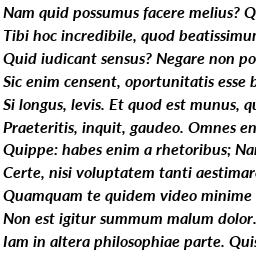 Nam quid possumus facere melius? Q
Tibi hoc incredibile, quod beatissimu
Quid iudicant sensus? Negare non po
Sic enim censent, oportunitatis esse b
Si longus, levis. Et quod est munus, qu
Praeteritis, inquit, gaudeo. Omnes en
Quippe: habes enim a rhetoribus; Nar
Certe, nisi voluptatem tanti aestimare
Quamquam te quidem video minime
Non est igitur summum malum dolor.
Iam in altera philosophiae parte. Quis